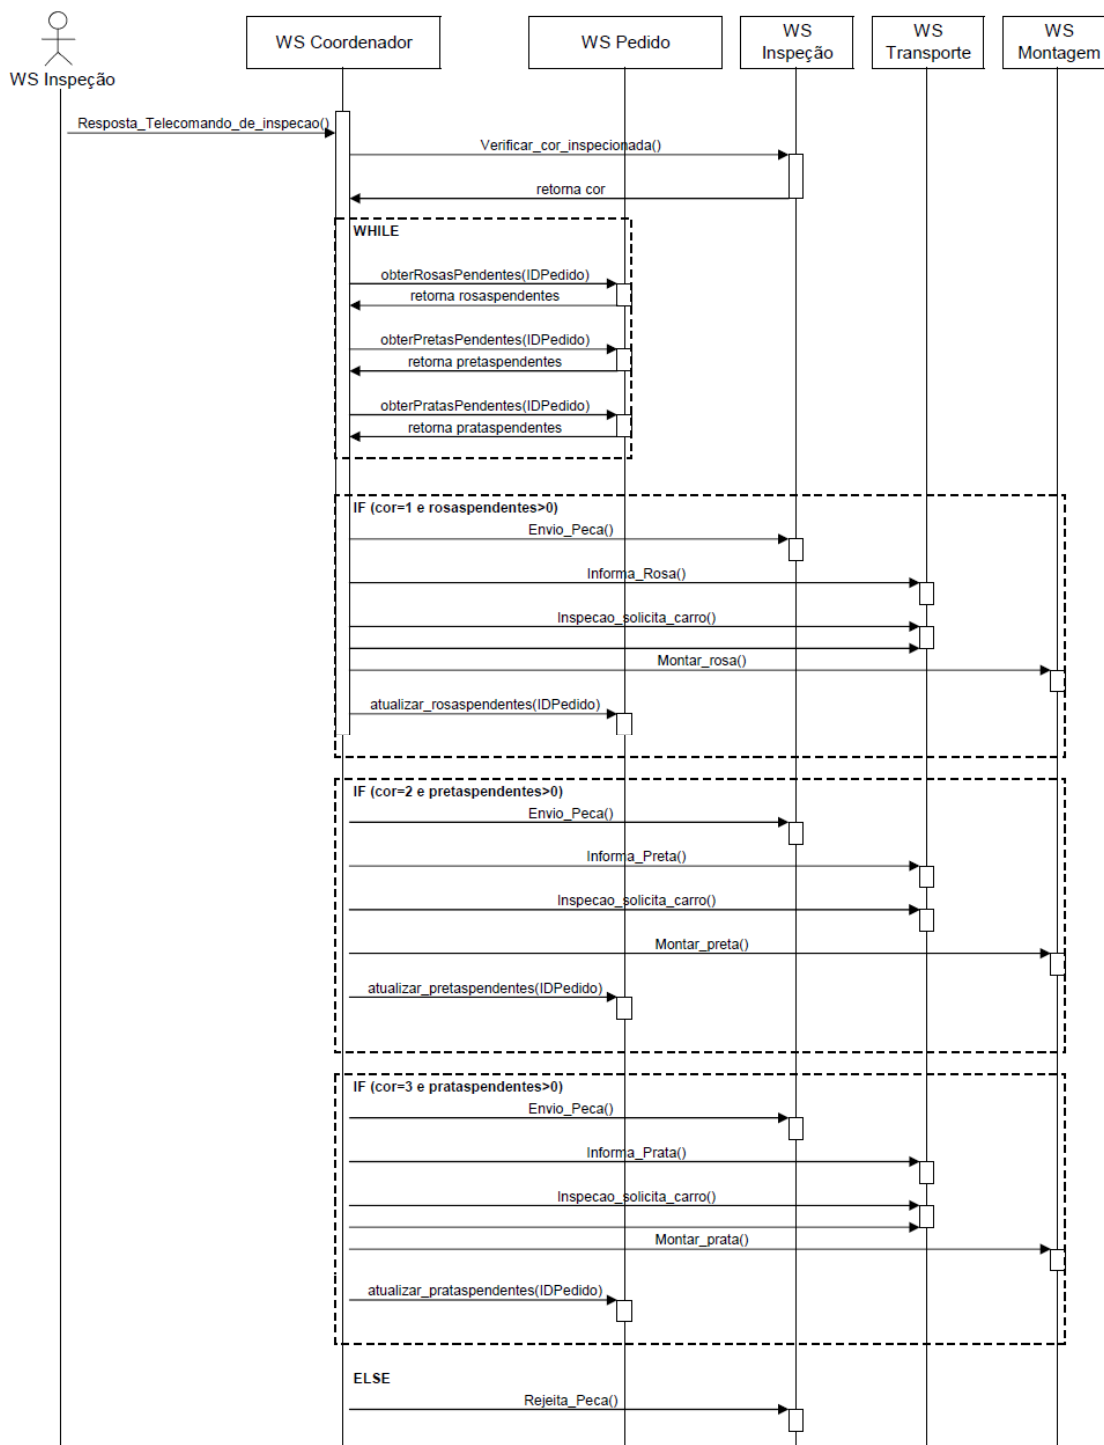 WS Inspeção
WS Coordenador
WS Pedido
WS
Inspeção
WS
Transporte
WS
Montagem
Resposta_Telecomando_de_inspecao()
Verificar_cor_inspecionada()
retorna cor
WHILE
obterRosasPendentes(IDPedido)
retorna rosaspendentes
obterPretasPendentes(IDPedido)
retorna pretaspendentes
obterPratasPendentes(IDPedido)
retorna prataspendentes
IF (cor=1 e rosaspendentes>0)
Envio_Peca()
Informa_Rosa()
Inspecao_solicita_carro()
Montar_rosa()
atualizar_rosaspendentes(IDPedido)
IF (cor=2 e pretaspendentes>0)
Envio_Peca()
Informa_Preta()
Inspecao_solicita_carro()
Montar_preta()
atualizar_pretaspendentes(IDPedido)
IF (cor=3 e prataspendentes>0)
Envio_Peca()
Informa_Prata()
Inspecao_solicita_carro()
Montar_prata()
atualizar_prataspendentes(IDPedido)
ELSE
Rejeita_Peca()